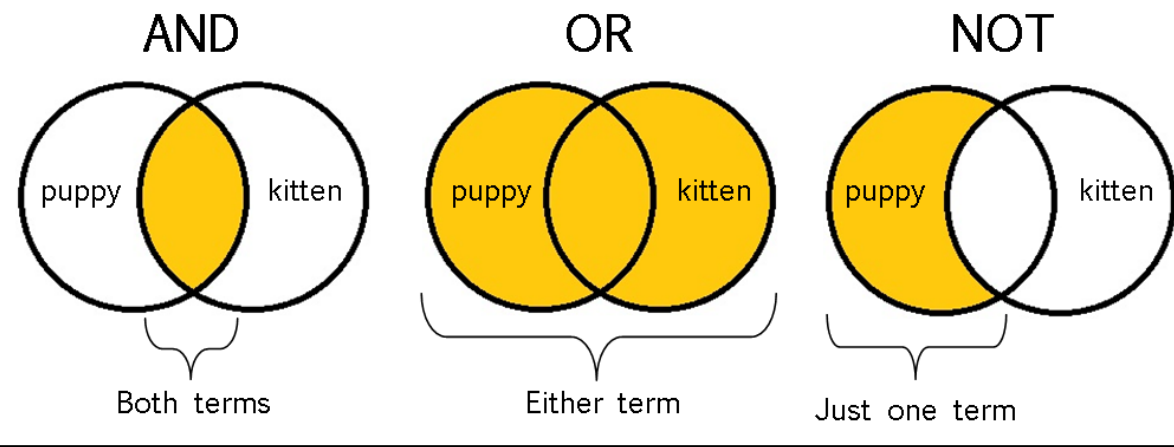 AND
puppy
kitten
Both terms
OR
puppy
kitten
Either term
NOT
puppy
kitten
Just one term